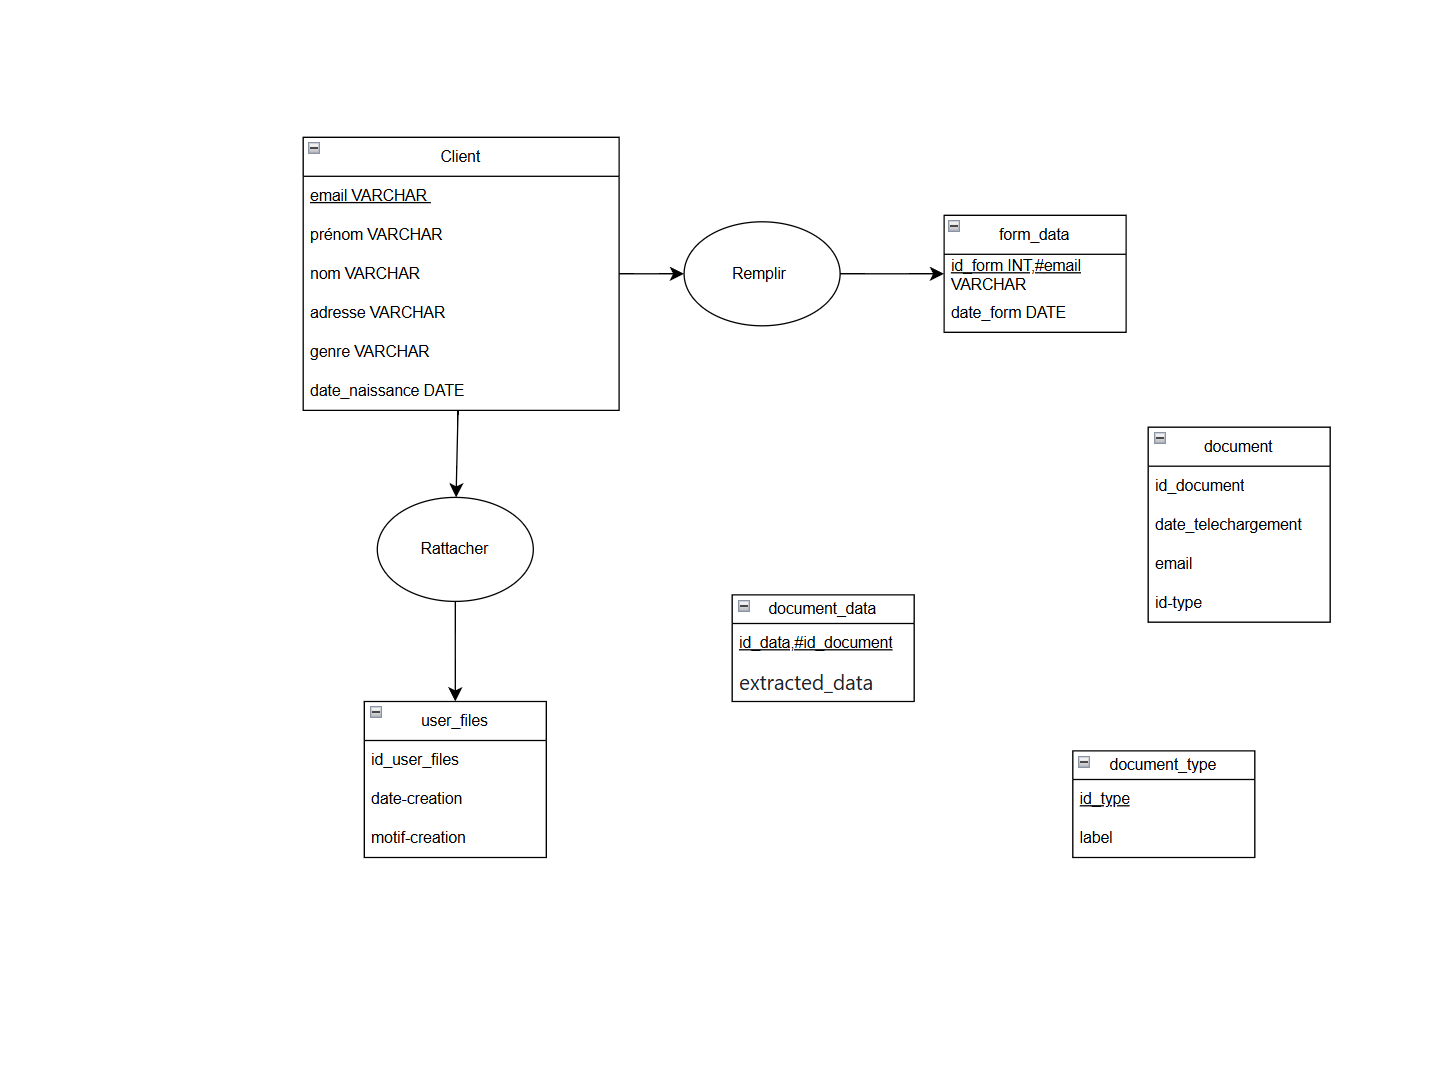 Client
email VARCHAR
prénom VARCHAR
nom VARCHAR
adresse VARCHAR
genre VARCHAR
date_naissance DATE
Remplir
form_data
id_form INT,#email
VARCHAR
date_form DATE
document
id_document
date_telechargement
email
id-type
Rattacher
document_data
id_data,#id_document
extracted_data
user_files
id_user_files
date-creation
motif-creation
document_type
id_type
label